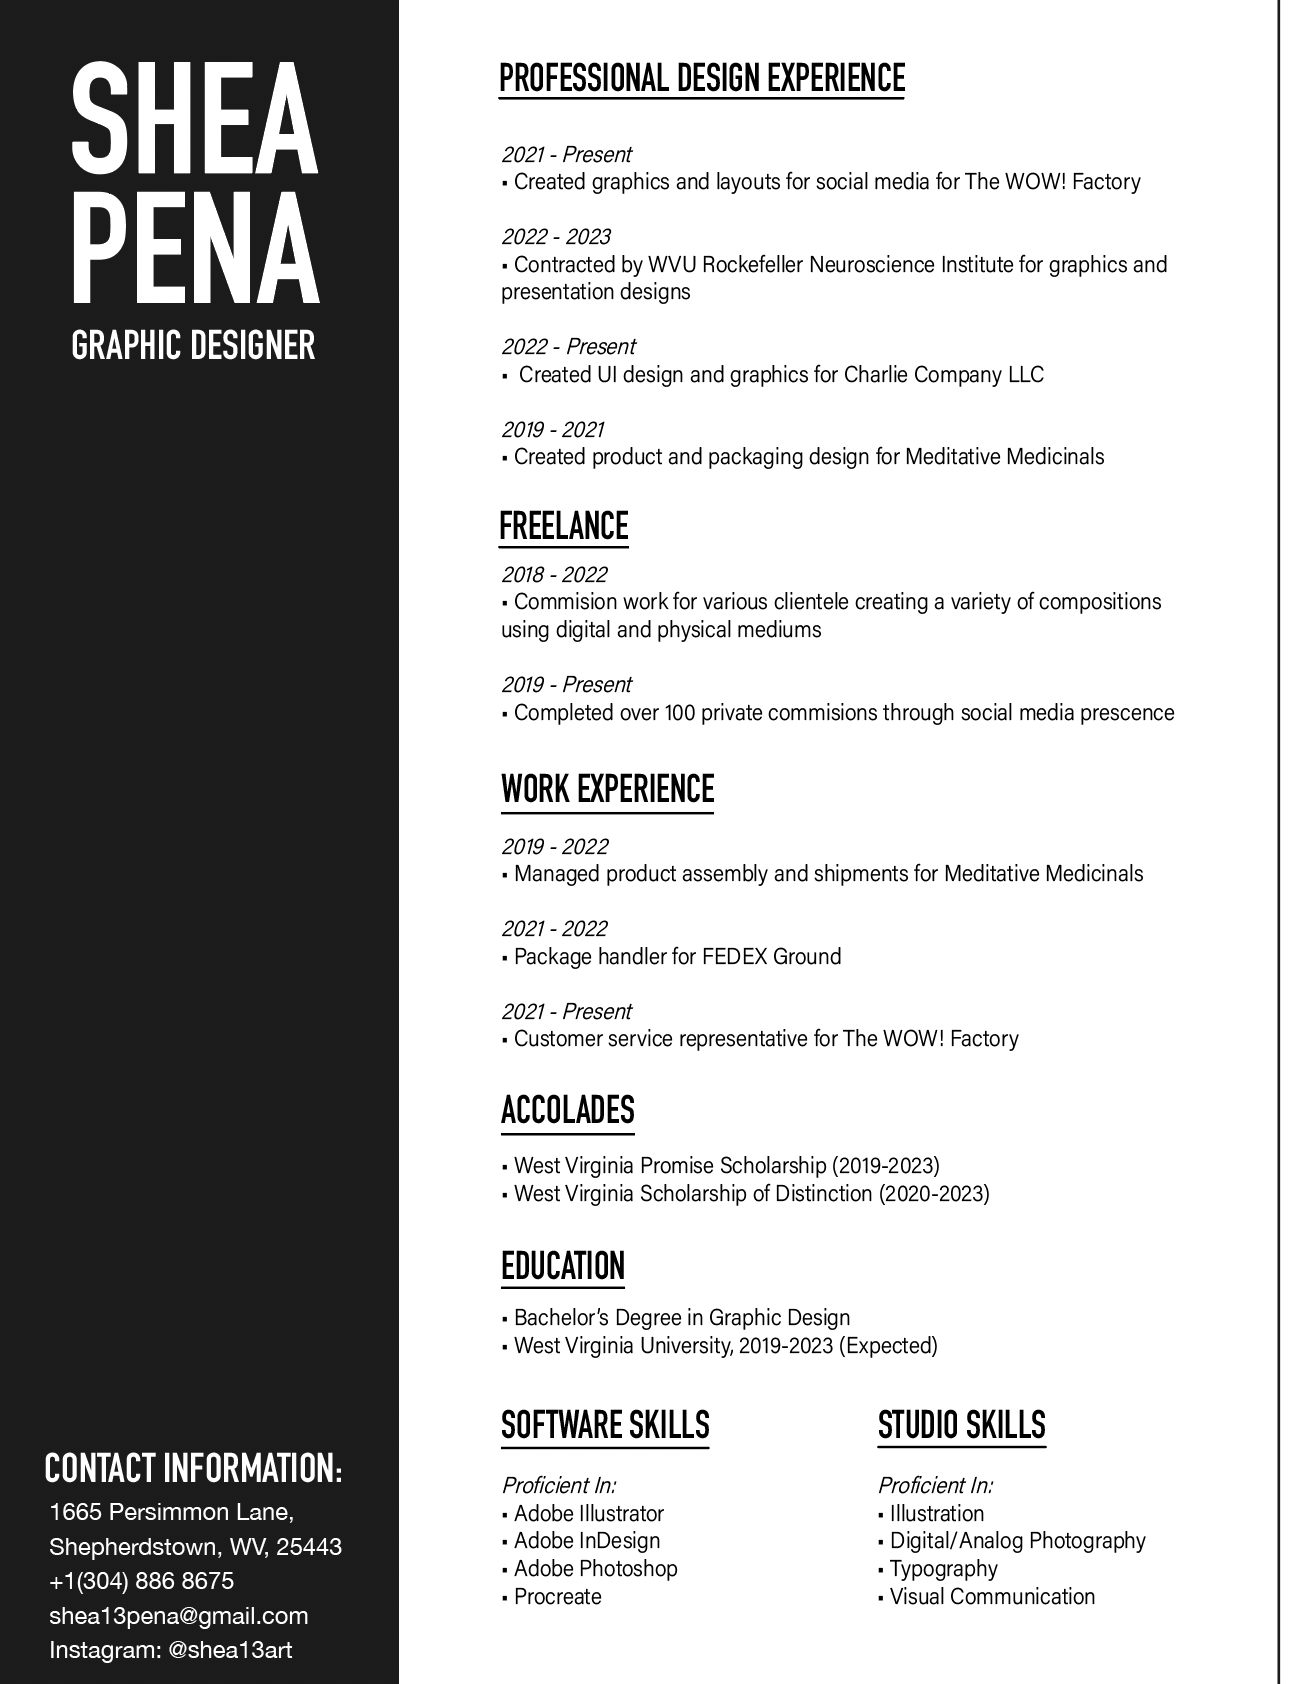 SHEA
PENA
GRAPHIC DESIGNER
PROFESSIONAL DESIGN EXPERIENCE
2021 - Present
▪ Created graphics and layouts for social media for The WOW! Factory
2022 - 2023
▪ Contracted by WVU Rockefeller Neuroscience Institute for graphics and
presentation designs
2022 - Present
▪ Created UI design and graphics for Charlie Company LLC
2019 - 2021
▪ Created product and packaging design for Meditative Medicinals
FREELANCE
2018 - 2022
▪ Commision work for various clientele creating a variety of compositions
using digital and physical mediums
2019 - Present
▪ Completed over 100 private commisions through social media prescence
WORK EXPERIENCE
2019 - 2022
▪ Managed product assembly and shipments for Meditative Medicinals
2021 - 2022
▪ Package handler for FEDEX Ground
2021 - Present
▪ Customer service representative for The WOW! Factory
ACCOLADES
▪ West Virginia Promise Scholarship (2019-2023)
▪ West Virginia Scholarship of Distinction (2020-2023)
EDUCATION
▪ Bachelor’s Degree in Graphic Design
▪ West Virginia University, 2019-2023 (Expected)
SOFTWARE SKILLS
Proficient In:
▪ Adobe Illustrator
▪ Adobe InDesign
▪ Adobe Photoshop
▪ Procreate
STUDIO SKILLS
Proficient In:
▪ Illustration
▪ Digital/Analog Photography
▪ Typography
▪ Visual Communication
CONTACT INFORMATION:
1665 Persimmon Lane,
Shepherdstown, WV, 25443
+1(304) 886 8675
shea13pena@gmail.com
Instagram: @shea13art